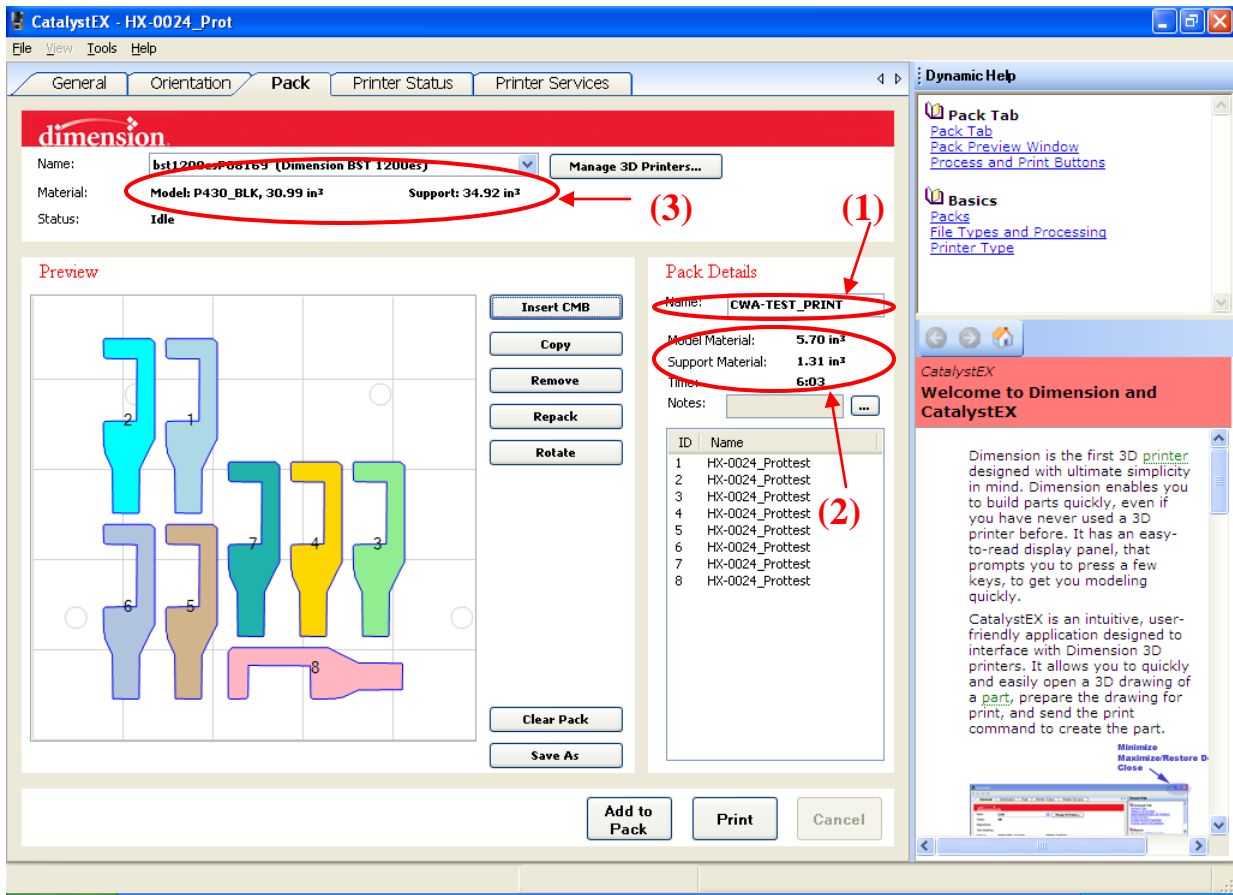 CatalystEX - HX-0024_Prot
File View Tools Help
General Orientation Pack Printer Status Printer Services
dimension
Name: bst1200esP08169 (Dimension BST 1200es) Manage 3D Printers...
Material: Model: P430_BLK, 30.99 in³ Support: 34.92 in³
Status: Idle
(3)
(1)
Preview
Insert CMB
Copy
Remove
Repack
Rotate
2 1
7 4 3
6 5
8
Clear Pack
Save As
Pack Details
Name: CWA-TEST_PRINT
Model Material: 5.70 in³
Support Material: 1.31 in³
Time: 6:03
Notes: ...
ID Name
1 HX-0024_Prottest
2 HX-0024_Prottest
3 HX-0024_Prottest
4 HX-0024_Prottest
5 HX-0024_Prottest
6 HX-0024_Prottest
7 HX-0024_Prottest
8 HX-0024_Prottest
(2)
Add to
Pack
Print
Cancel
Dynamic Help
Pack Tab
Pack Tab
Pack Preview Window
Process and Print Buttons
Basics
Packs
File Types and Processing
Printer Type
CatalystEX
Welcome to Dimension and
CatalystEX
Dimension is the first 3D printer
designed with ultimate simplicity
in mind. Dimension enables you
to build parts quickly, even if
you have never used a 3D
printer before. It has an easy-
to-read display panel, that
prompts you to press a few
keys, to get you modeling
quickly.
CatalystEX is an intuitive, user-
friendly application designed to
interface with Dimension 3D
printers. It allows you to quickly
and easily open a 3D drawing of
a part, prepare the drawing for
print, and send the print
command to create the part.
Minimize
Maximize/Restore D
Close